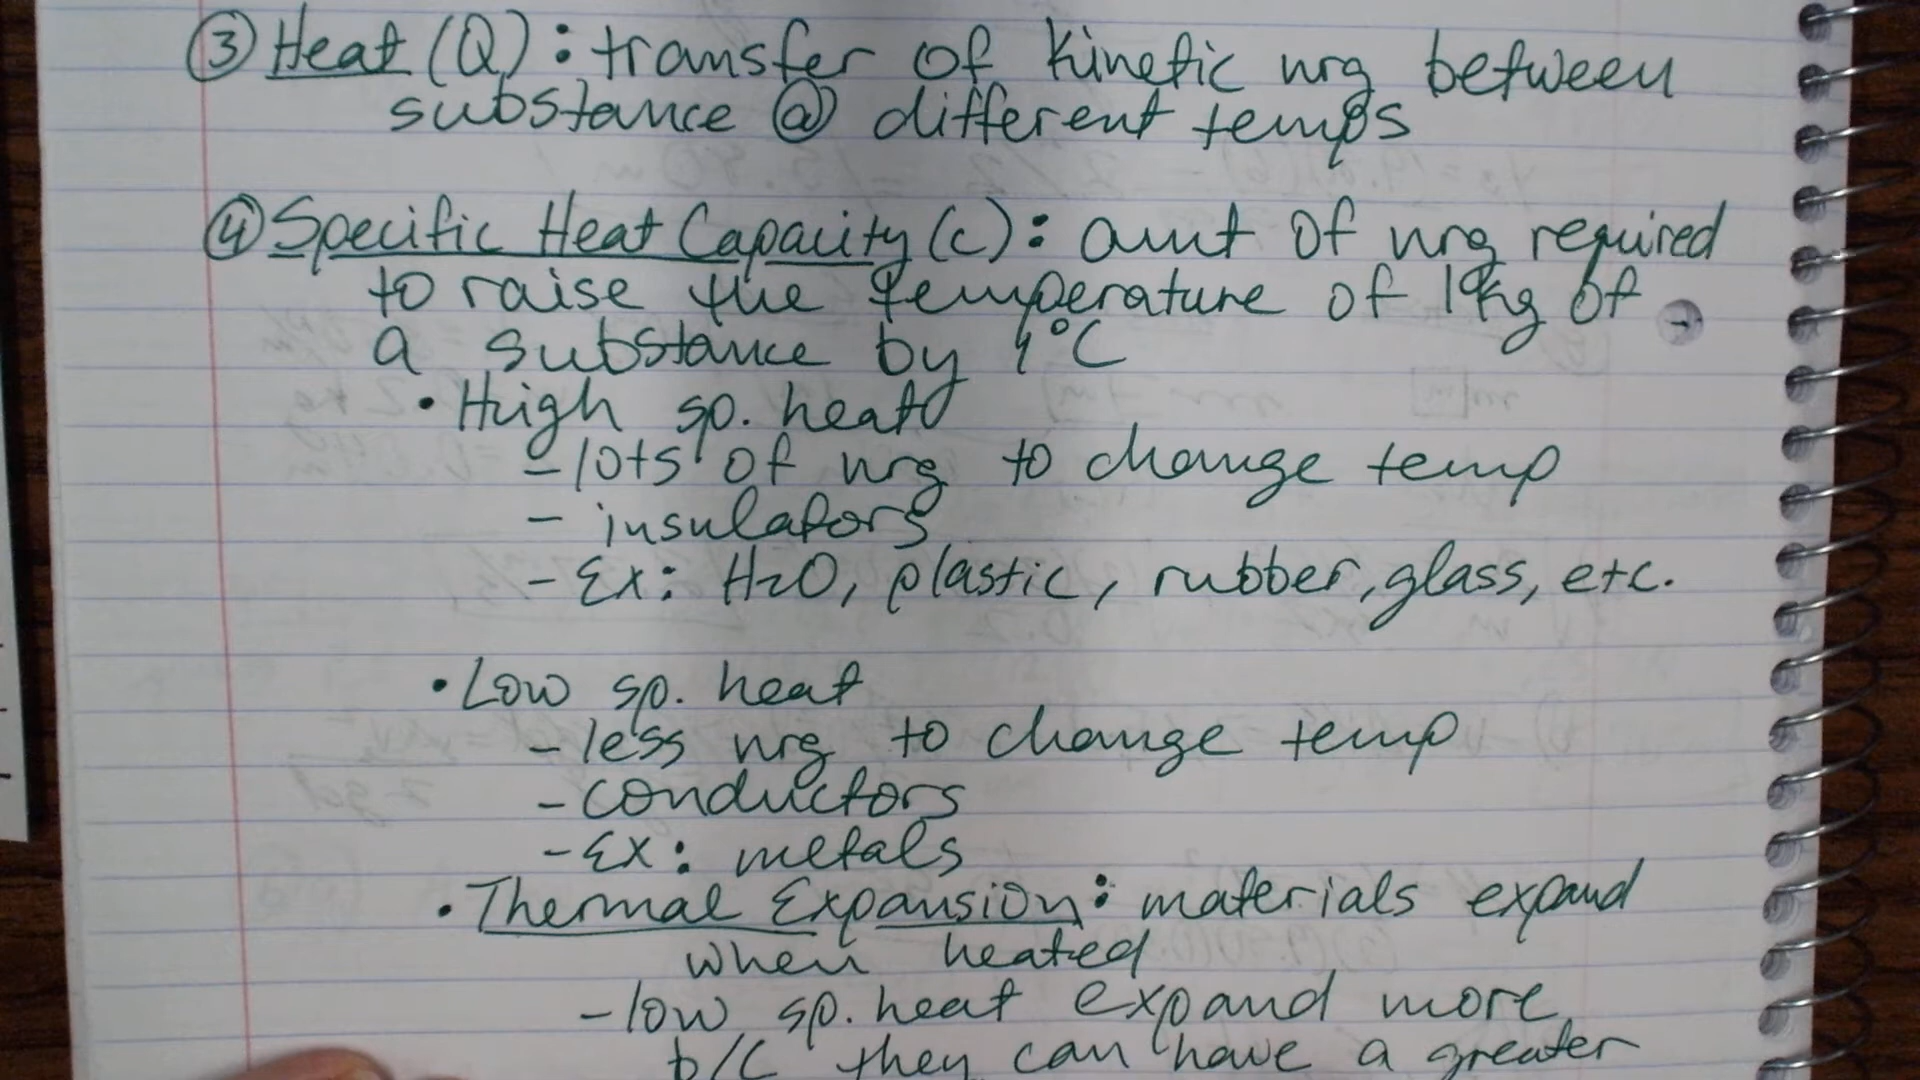 ③ Heat (Q): transfer of kinetic nrg between
substance @ different temps
④ Specific Heat Capacity (c): amt of nrg required
to raise the temperature of 1kg of
a substance by 1°C
• High sp. heat
- lots of nrg to change temp
- insulators
- Ex: H2O, plastic, rubber, glass, etc.
• Low sp. heat
- less nrg to change temp
- conductors
- Ex: metals
• Thermal Expansion: materials expand
when heated
- low sp. heat expand more
b/c they can have a greater